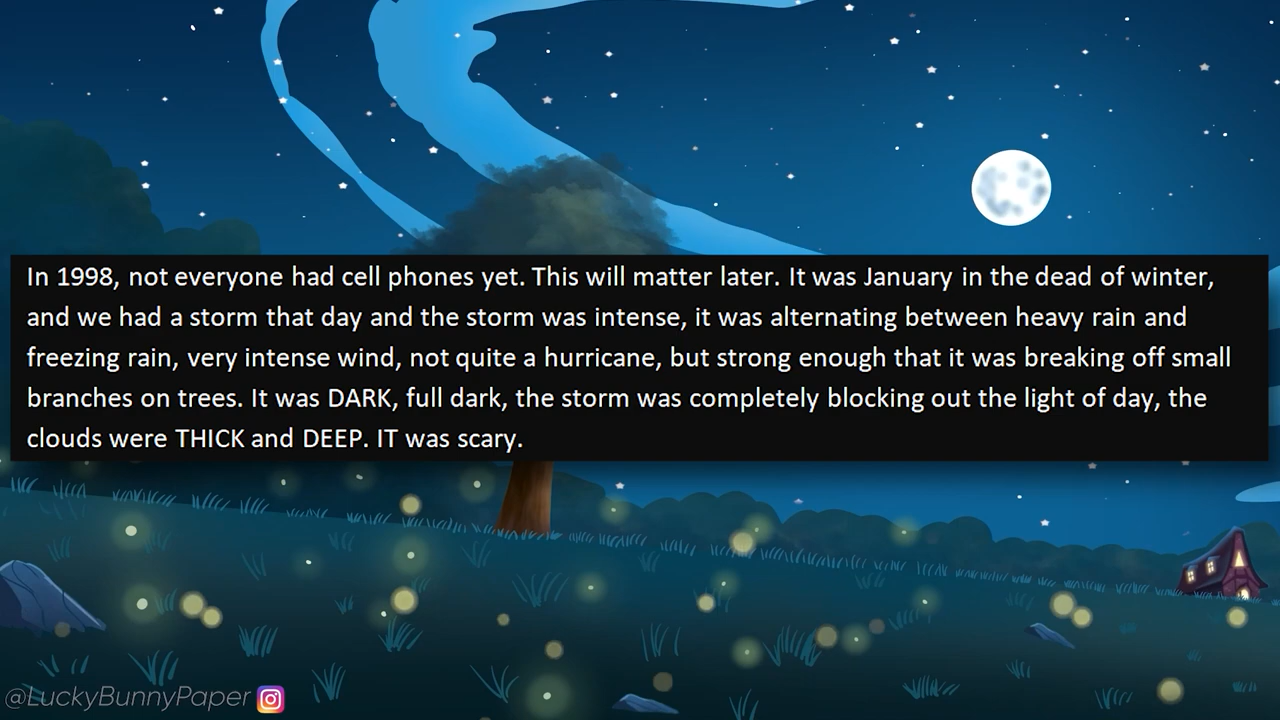 In 1998, not everyone had cell phones yet. This will matter later. It was January in the dead of winter,
and we had a storm that day and the storm was intense, it was alternating between heavy rain and
freezing rain, very intense wind, not quite a hurricane, but strong enough that it was breaking off small
branches on trees. It was DARK, full dark, the storm was completely blocking out the light of day, the
clouds were THICK and DEEP. IT was scary.
@LuckyBunnyPaper